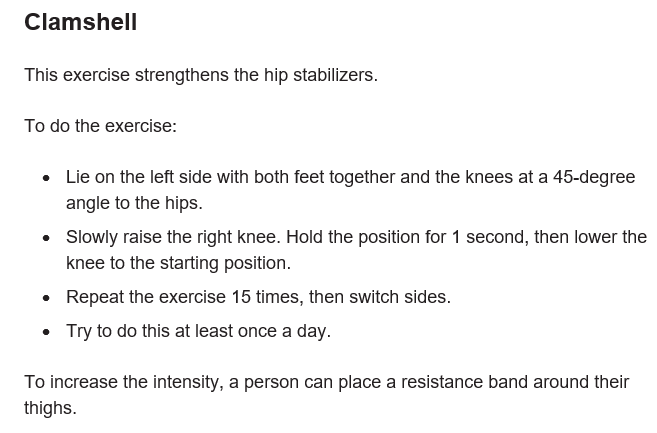 Clamshell
This exercise strengthens the hip stabilizers.
To do the exercise:
• Lie on the left side with both feet together and the knees at a 45-degree
angle to the hips.
• Slowly raise the right knee. Hold the position for 1 second, then lower the
knee to the starting position.
• Repeat the exercise 15 times, then switch sides.
• Try to do this at least once a day.
To increase the intensity, a person can place a resistance band around their
thighs.